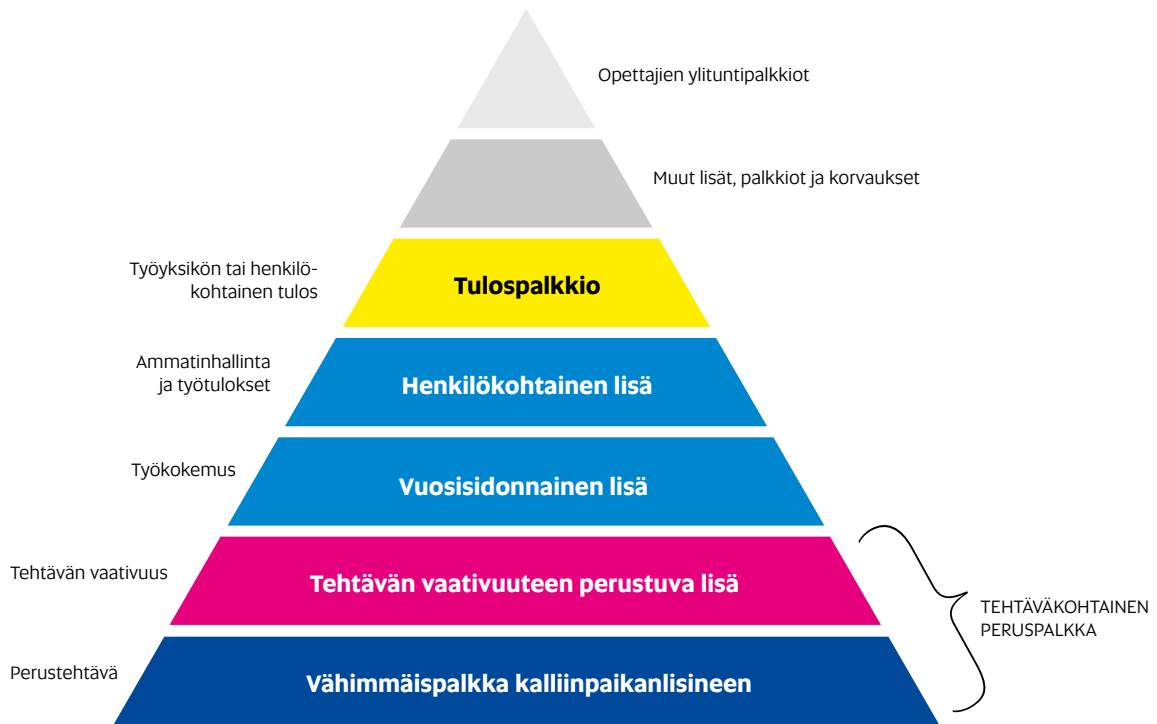 Opettajien ylituntipalkkiot
Muut lisät, palkkiot ja korvaukset
Työyksikön tai henkilö-
kohtainen tulos
Tulospalkkio
Ammatinhallinta
ja työtulokset
Henkilökohtainen lisä
Työkokemus
Vuosisidonnainen lisä
Tehtävän vaativuus
Tehtävän vaativuuteen perustuva lisä
TEHTÄVÄKOHTAINEN
PERUSPALKKA
Perustehtävä
Vähimmäispalkka kalliinpaikanlisineen